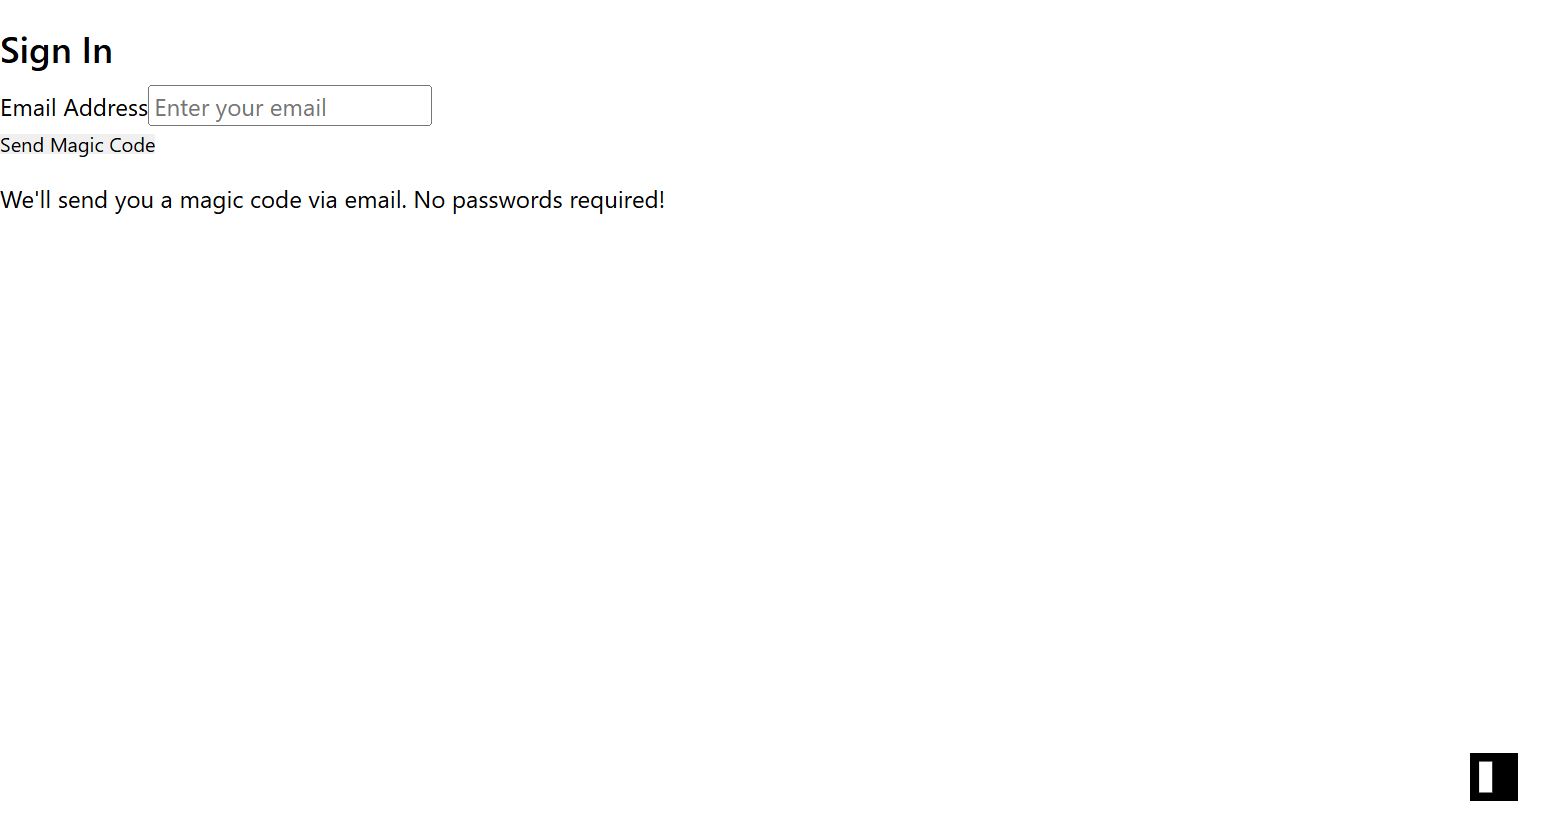 Sign In
Email Address Enter your email
Send Magic Code
We'll send you a magic code via email. No passwords required!